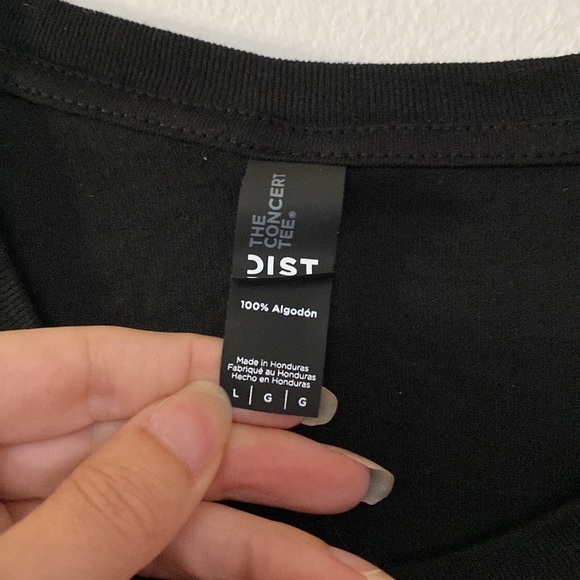 THE
CONCERT
TEE®
DIST
100% Algodón
Made in Honduras
Fabriqué au Honduras
Hecho en Honduras
L | G | G